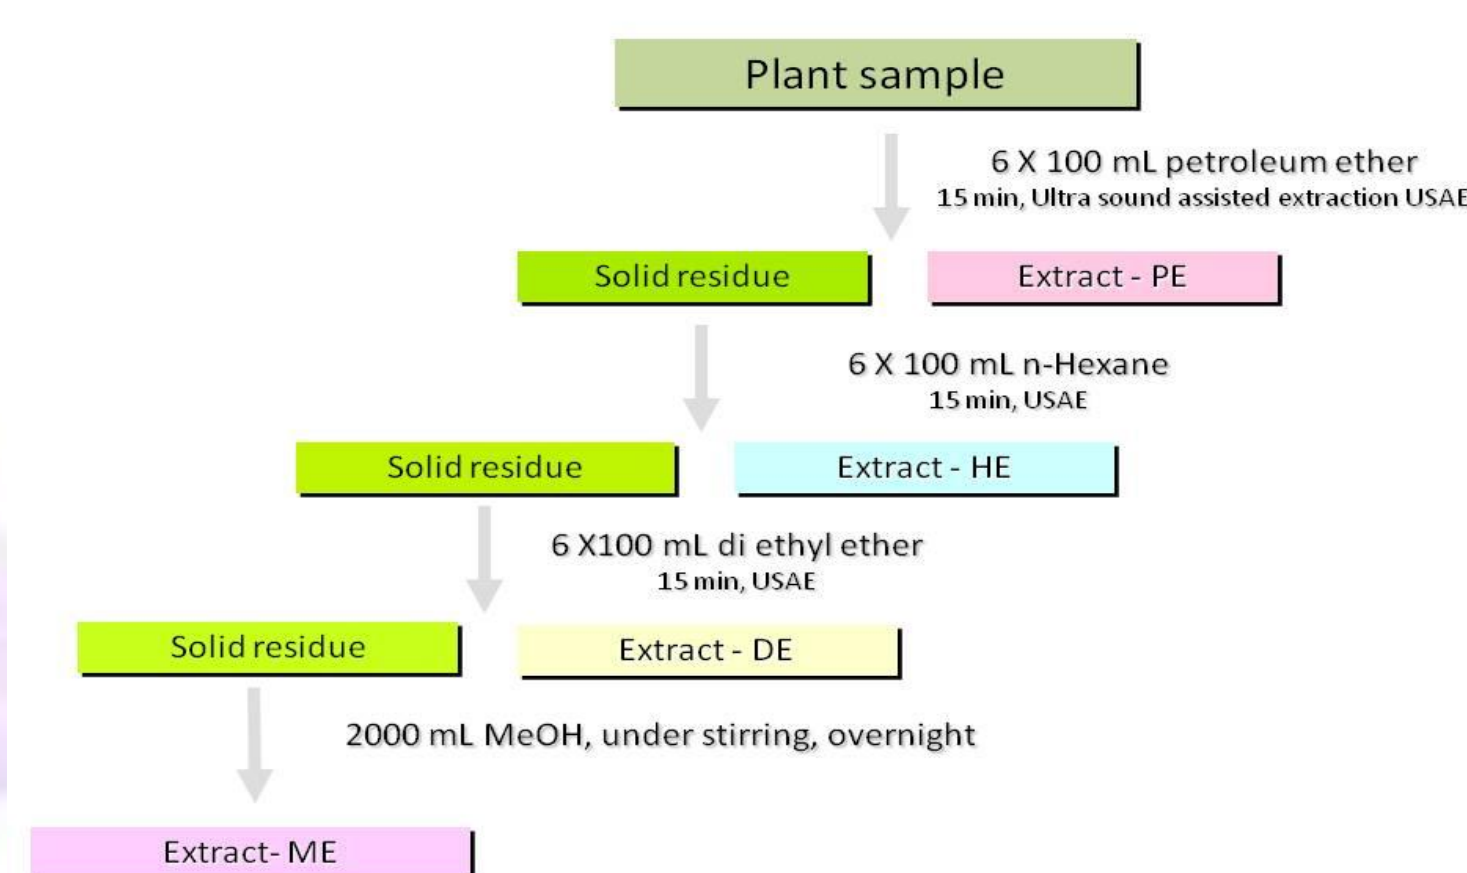 Plant sample
6 X 100 mL petroleum ether
15 min, Ultra sound assisted extraction USAE
Solid residue
Extract - PE
6 X 100 mL n-Hexane
15 min, USAE
Solid residue
Extract - HE
6 X100 mL di ethyl ether
15 min, USAE
Solid residue
Extract - DE
2000 mL MeOH, under stirring, overnight
Extract- ME